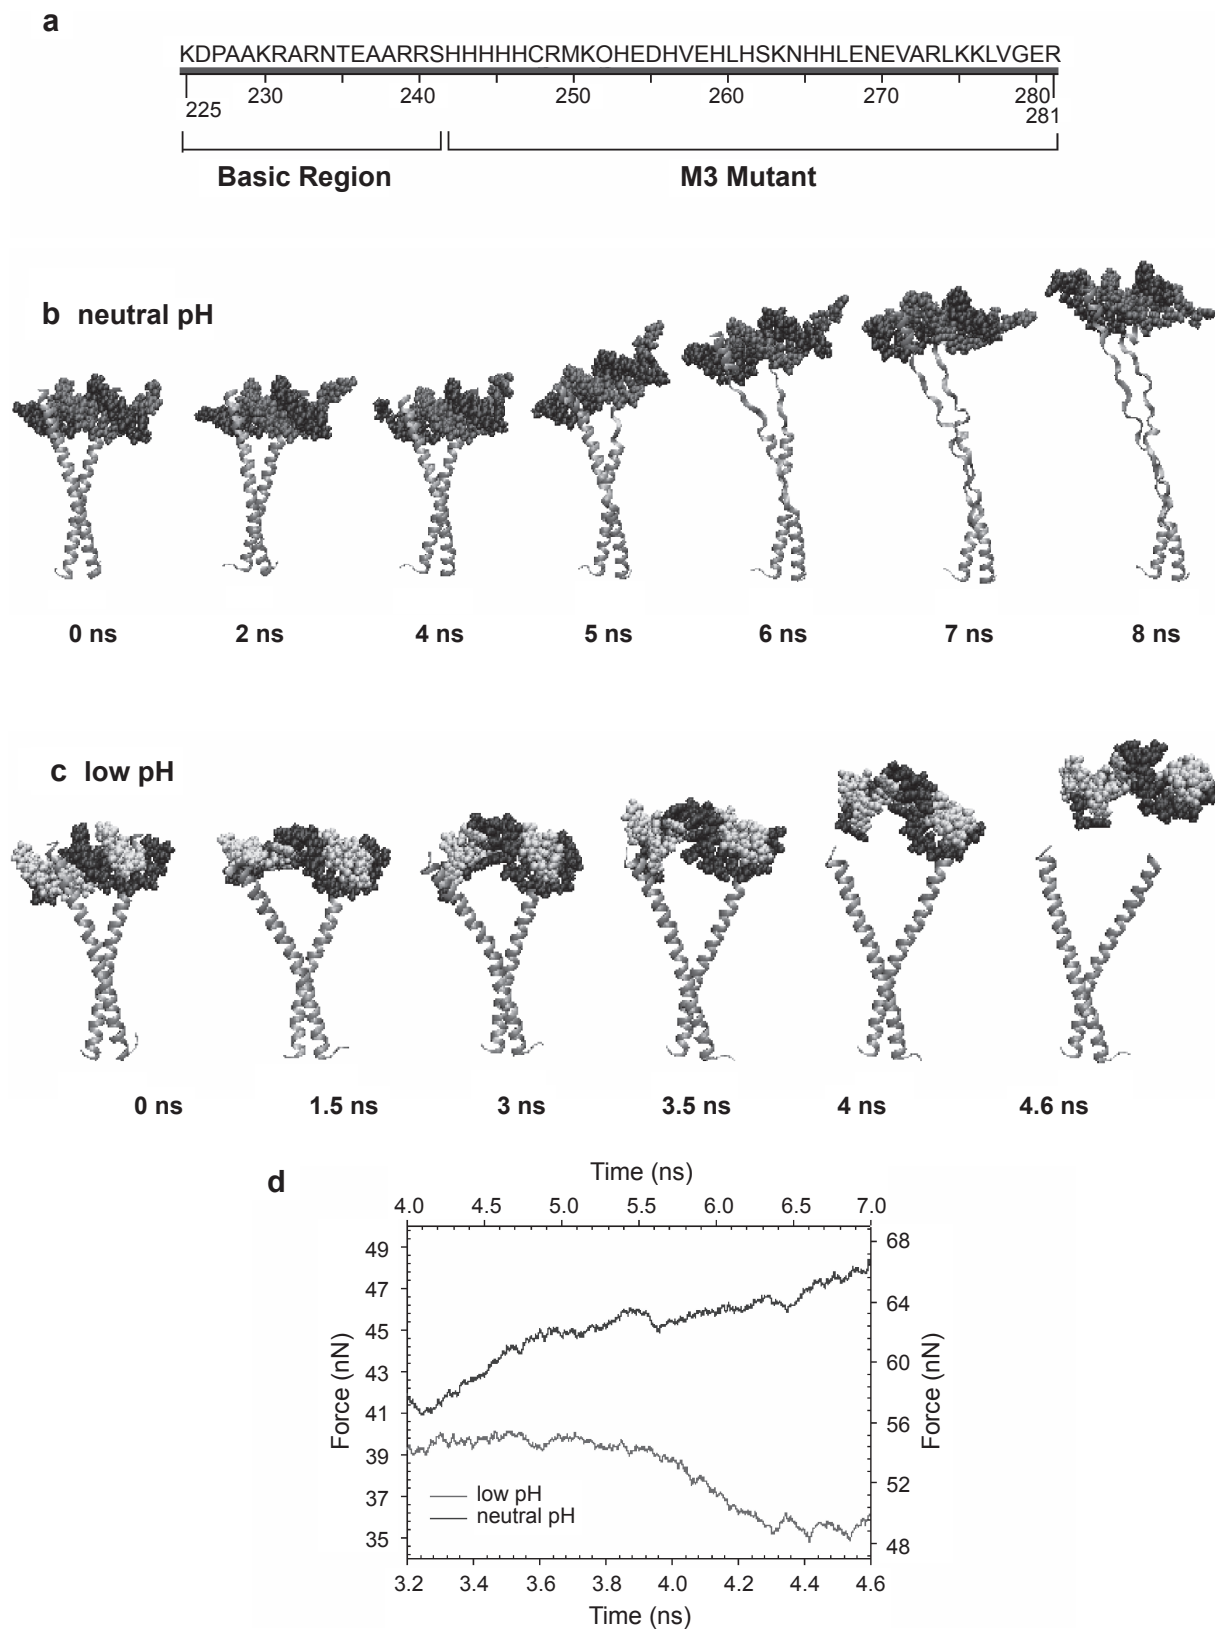 a
KDPAAKRARNTEAARRSHHHHHCRMKOHEDHVEHLHSKNHHLENEVARLKKLVGER
225 230 240 250 260 270 280 281
Basic Region M3 Mutant
b neutral pH
0 ns 2 ns 4 ns 5 ns 6 ns 7 ns 8 ns
c low pH
0 ns 1.5 ns 3 ns 3.5 ns 4 ns 4.6 ns
d
Time (ns)
4.0 4.5 5.0 5.5 6.0 6.5 7.0
Force (nN)
49
47
45
43
41
39
37
35
low pH
neutral pH
68
64
60
56
52
48
Force (nN)
3.2 3.4 3.6 3.8 4.0 4.2 4.4 4.6
Time (ns)